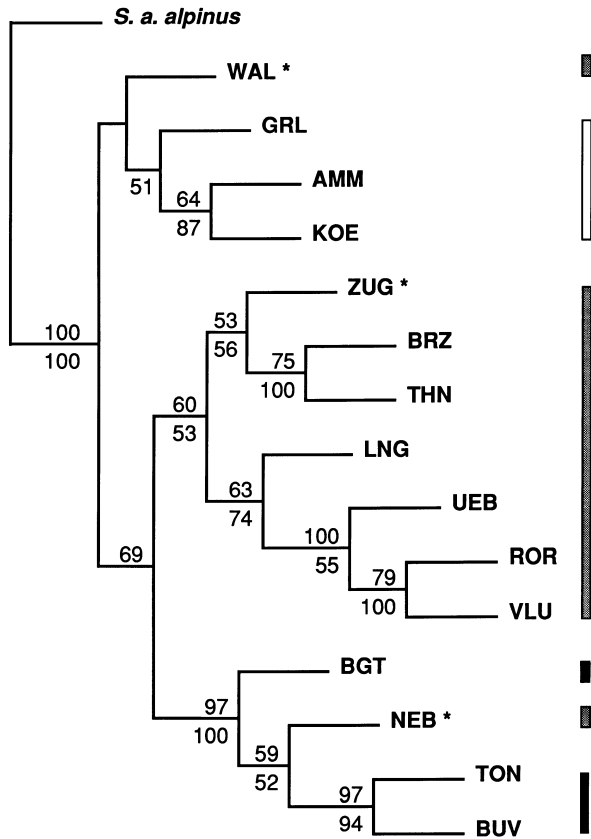 S. a. alpinus
WAL *
GRL
51
AMM
64
87
KOE
ZUG *
53
100
100
BRZ
56
75
100
THN
60
53
LNG
63
74
UEB
100
55
ROR
69
79
100
VLU
BGT
97
100
NEB *
59
52
TON
97
94
BUV